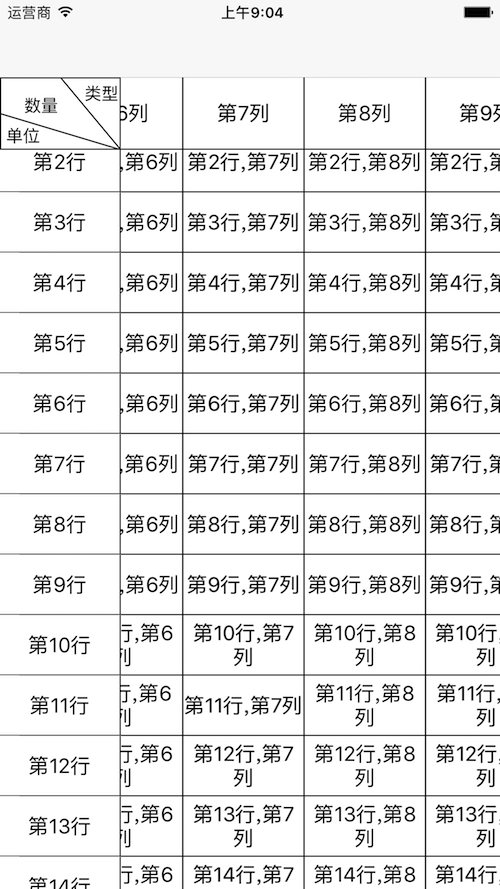 运营商 上午9:04
类型
数量
单位
6列 第7列 第8列 第9
第2行 ,第6列 第2行,第7列 第2行,第8列 第2行,
第3行 ,第6列 第3行,第7列 第3行,第8列 第3行,
第4行 ,第6列 第4行,第7列 第4行,第8列 第4行,
第5行 ,第6列 第5行,第7列 第5行,第8列 第5行,
第6行 ,第6列 第6行,第7列 第6行,第8列 第6行,
第7行 ,第6列 第7行,第7列 第7行,第8列 第7行,
第8行 ,第6列 第8行,第7列 第8行,第8列 第8行,
第9行 ,第6列 第9行,第7列 第9行,第8列 第9行,
第10行 行,第6列 第10行,第7列 第10行,第8列 第10行,
第11行 行,第6列 第11行,第7列 第11行,第8列 第11行,
第12行 行,第6列 第12行,第7列 第12行,第8列 第12行,
第13行 行,第6列 第13行,第7列 第13行,第8列 第13行,
第14行 行,第6 第14行,第7 第14行,第8 第14行,